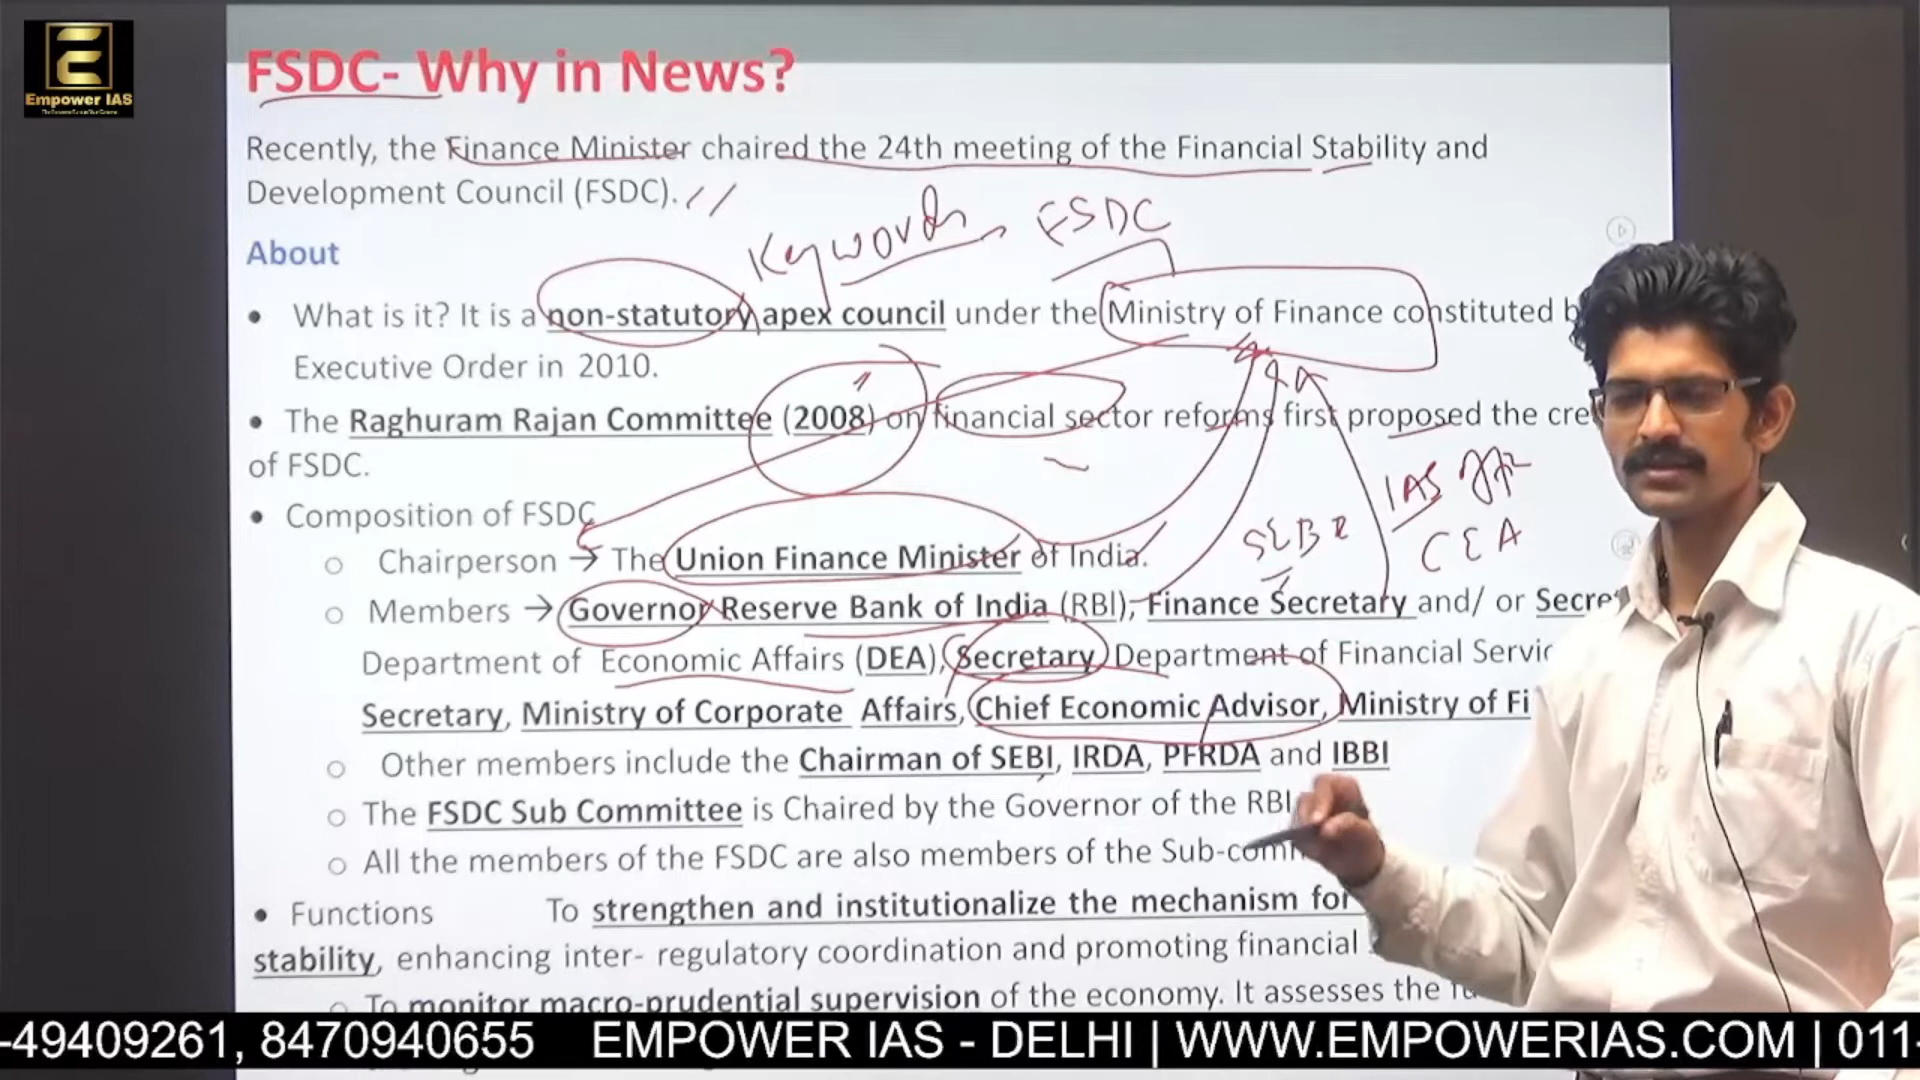 Empower IAS
FSDC- Why in News?
Recently, the Finance Minister chaired the 24th meeting of the Financial Stability and
Development Council (FSDC).
Keywords FSDC
About
• What is it? It is a non-statutory apex council under the Ministry of Finance constituted
Executive Order in 2010.
• The Raghuram Rajan Committee (2008) on financial sector reforms first proposed the
of FSDC.
IAS
• Composition of FSDC
SEBI
CEA
o Chairperson → The Union Finance Minister of India.
o Members → Governor Reserve Bank of India (RBI), Finance Secretary and/ or
Department of Economic Affairs (DEA), Secretary Department of Financial
Secretary, Ministry of Corporate Affairs, Chief Economic Advisor, Ministry of
o Other members include the Chairman of SEBI, IRDA, PFRDA and IBBI
o The FSDC Sub Committee is Chaired by the Governor of the RBI
o All the members of the FSDC are also members of the
• Functions To strengthen and institutionalize the mechanism for
stability, enhancing inter- regulatory coordination and promoting financial
o To monitor macro-prudential supervision of the economy. It assesses the
-49409261, 8470940655 EMPOWER IAS - DELHI | WWW.EMPOWERIAS.COM | 011-